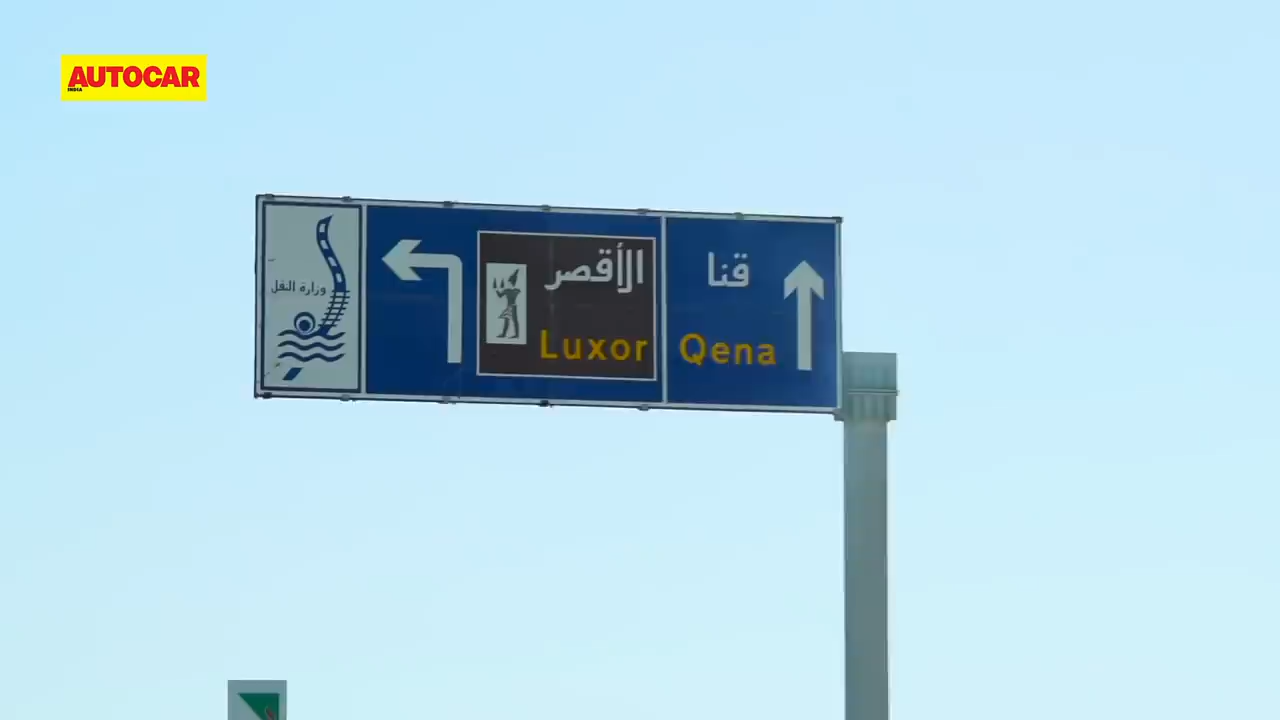 AUTOCAR
INDIA
وزارة النقل
الأقصر
Luxor
قنا
Qena